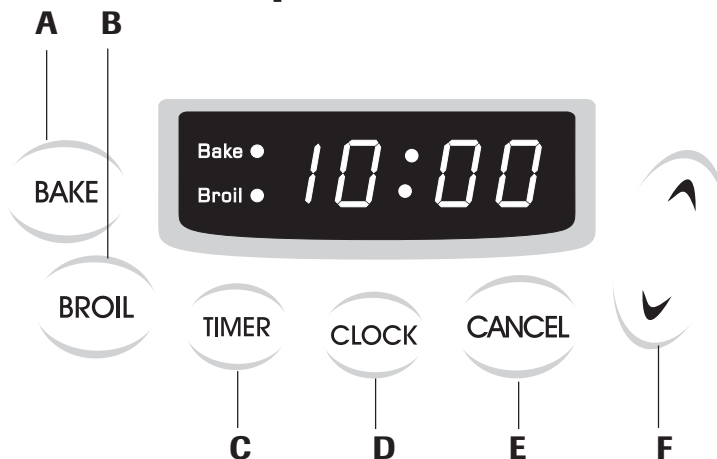 A B
Bake
10:00
Broil
BAKE
BROIL
TIMER
CLOCK
CANCEL
C D E F